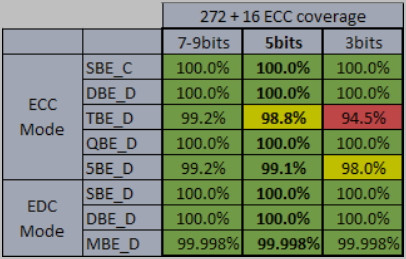 272 + 16 ECC coverage
7-9bits 5bits 3bits
ECC Mode
SBE_C 100.0% 100.0% 100.0%
DBE_D 100.0% 100.0% 100.0%
TBE_D 99.2% 98.8% 94.5%
QBE_D 100.0% 100.0% 100.0%
5BE_D 99.2% 99.1% 98.0%
EDC Mode
SBE_D 100.0% 100.0% 100.0%
DBE_D 100.0% 100.0% 100.0%
MBE_D 99.998% 99.998% 99.998%